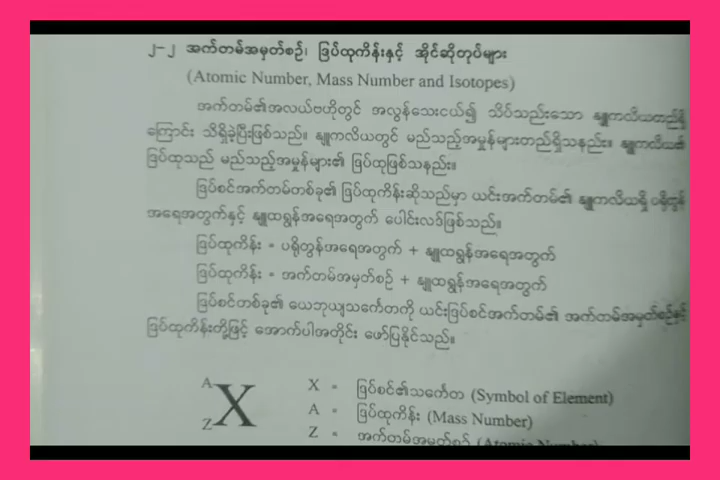 ၂-၂ အက်တမ်အမှတ်စဉ်၊ ဒြပ်ထုကိန်းနှင့် အိုင်ဆိုတုပ်များ
(Atomic Number, Mass Number and Isotopes)
အက်တမ်၏အလယ်ဗဟိုတွင် အလွန်သေးငယ်၍ သိပ်သည်းသော နျူကလိယတည်ရှိ
ကြောင်း သိရှိခဲ့ပြီးဖြစ်သည်။ နျူကလိယတွင် မည်သည့်အမှုန်များတည်ရှိသနည်း။ နျူကလိယ၏
ဒြပ်ထုသည် မည်သည့်အမှုန်များ၏ ဒြပ်ထုဖြစ်သနည်း။
ဒြပ်စင်အက်တမ်တစ်ခု၏ ဒြပ်ထုကိန်းဆိုသည်မှာ ယင်းအက်တမ်၏ နျူကလိယရှိ ပရိုတွန်
အရေအတွက်နှင့် နျူထရွန်အရေအတွက် ပေါင်းလဒ်ဖြစ်သည်။
ဒြပ်ထုကိန်း = ပရိုတွန်အရေအတွက် + နျူထရွန်အရေအတွက်
ဒြပ်ထုကိန်း = အက်တမ်အမှတ်စဉ် + နျူထရွန်အရေအတွက်
ဒြပ်စင်တစ်ခု၏ ယေဘုယျသင်္ကေတကို ယင်းဒြပ်စင်အက်တမ်၏ အက်တမ်အမှတ်စဉ်နှင့်
ဒြပ်ထုကိန်းတို့ဖြင့် အောက်ပါအတိုင်း ဖော်ပြနိုင်သည်။
A
X
Z
X = ဒြပ်စင်၏သင်္ကေတ (Symbol of Element)
A = ဒြပ်ထုကိန်း (Mass Number)
Z = အက်တမ်အမှတ်စဉ် (Atomic Number)